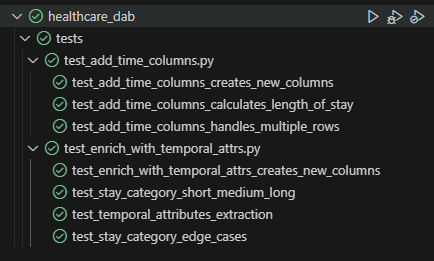 healthcare_dab
tests
test_add_time_columns.py
test_add_time_columns_creates_new_columns
test_add_time_columns_calculates_length_of_stay
test_add_time_columns_handles_multiple_rows
test_enrich_with_temporal_attrs.py
test_enrich_with_temporal_attrs_creates_new_columns
test_stay_category_short_medium_long
test_temporal_attributes_extraction
test_stay_category_edge_cases